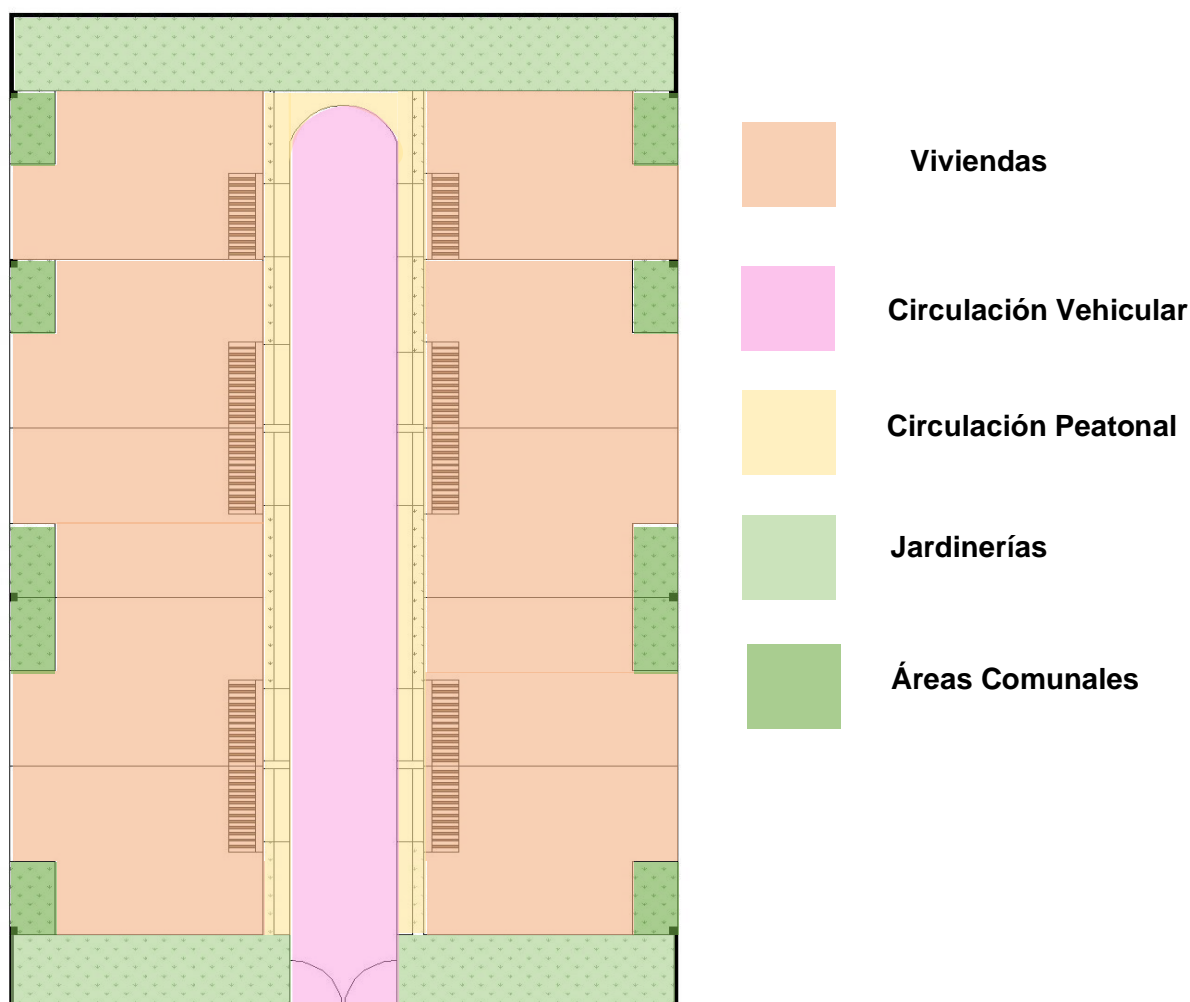 Viviendas
Circulación Vehicular
Circulación Peatonal
Jardinerías
Áreas Comunales